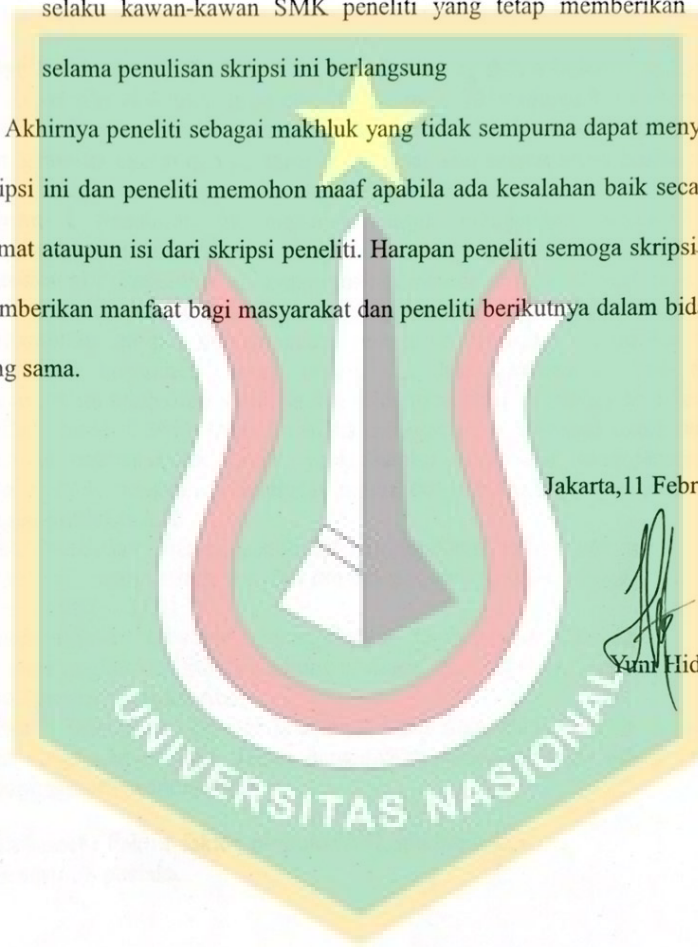 selaku kawan-kawan SMK peneliti yang tetap memberikan
selama penulisan skripsi ini berlangsung
Akhirnya peneliti sebagai makhluk yang tidak sempurna dapat meny
ipsi ini dan peneliti memohon maaf apabila ada kesalahan baik seca
mat ataupun isi dari skripsi peneliti. Harapan peneliti semoga skripsi
mberikan manfaat bagi masyarakat dan peneliti berikutnya dalam bid
ng sama.
Jakarta,11 Febr
Yuni Hid
UNIVERSITAS NASIONAL